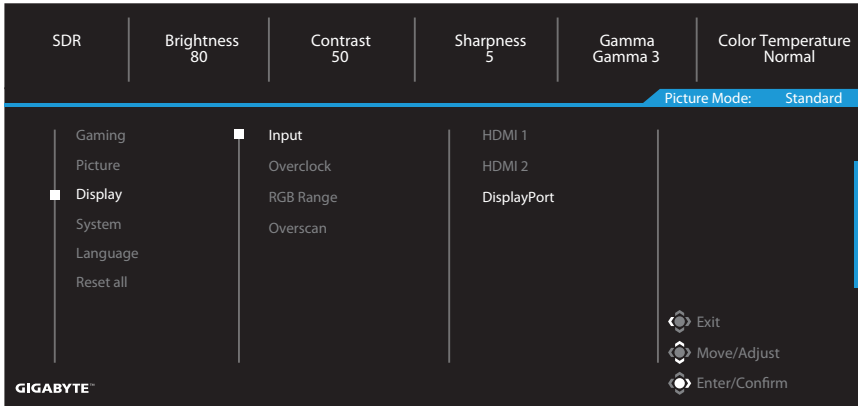 SDR
Brightness
80
Contrast
50
Sharpness
5
Gamma
Gamma 3
Color Temperature
Normal
Picture Mode: Standard
Gaming
Picture
Display
System
Language
Reset all
Input
Overclock
RGB Range
Overscan
HDMI 1
HDMI 2
DisplayPort
Exit
Move/Adjust
Enter/Confirm
GIGABYTE™